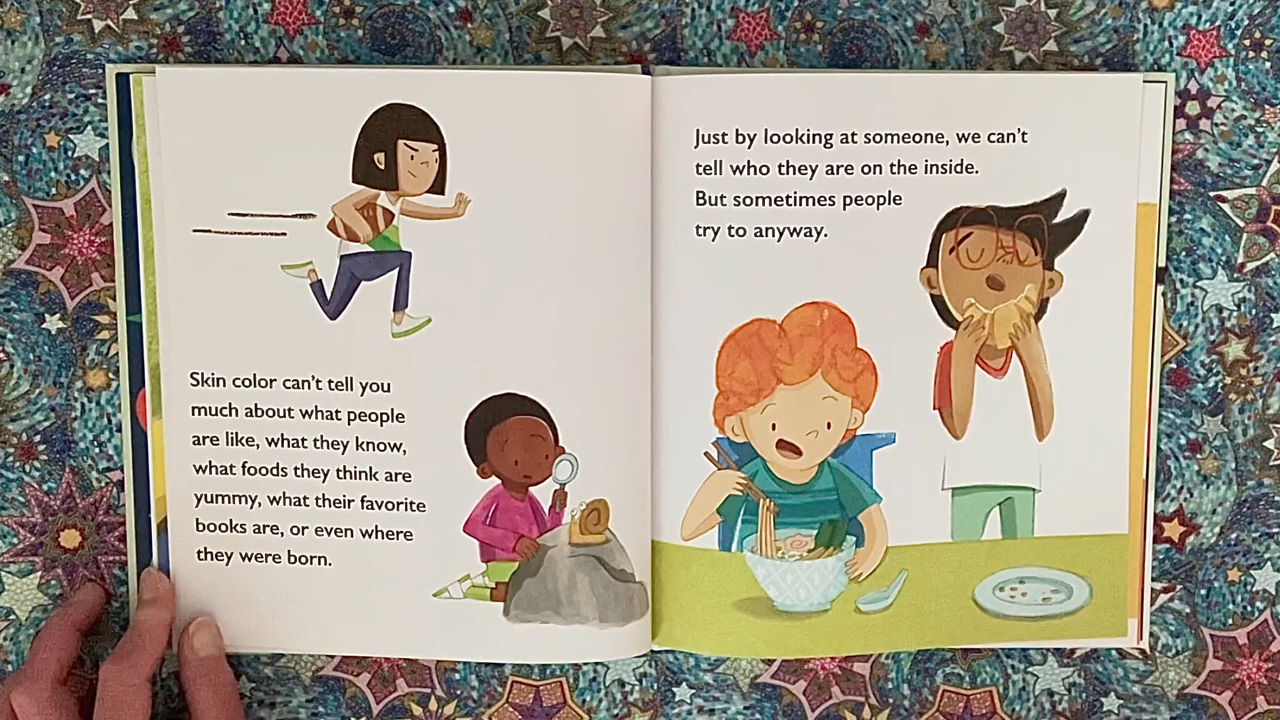 Skin color can't tell you
much about what people
are like, what they know,
what foods they think are
yummy, what their favorite
books are, or even where
they were born.
Just by looking at someone, we can't
tell who they are on the inside.
But sometimes people
try to anyway.